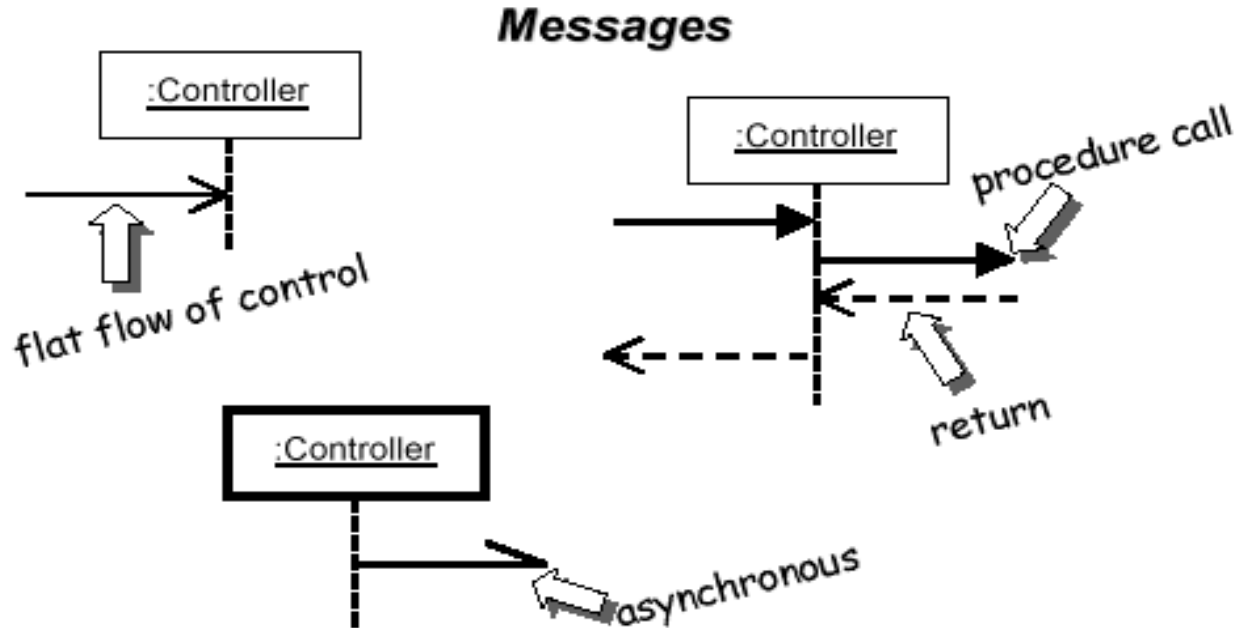 Messages
:Controller
flat flow of control
:Controller
procedure call
return
:Controller
asynchronous